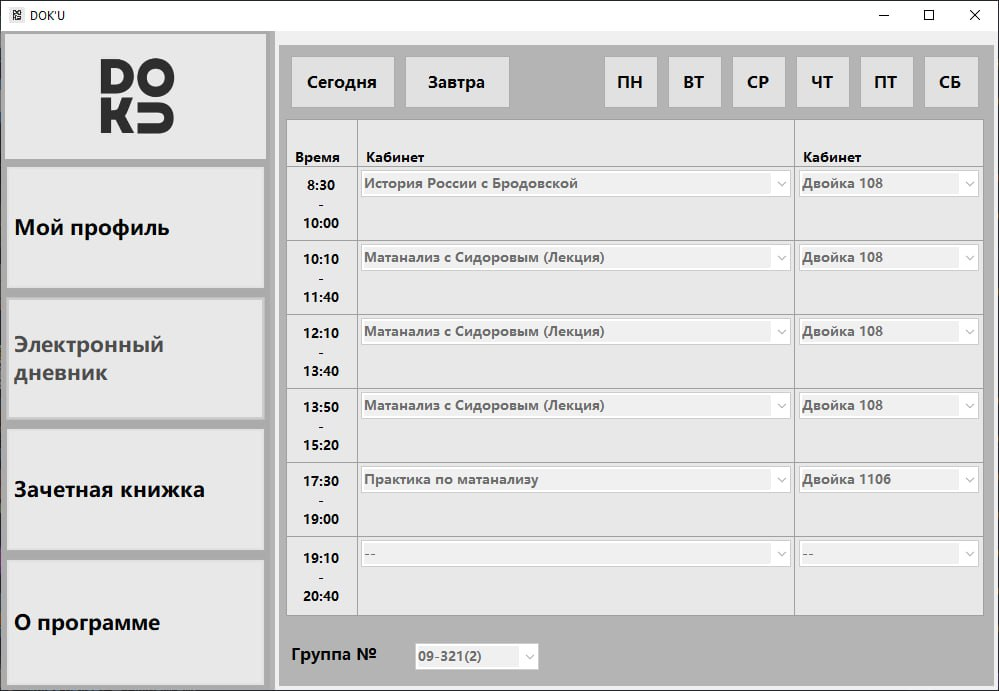 DOK'U
DO
KU
Мой профиль
Электронный
дневник
Зачетная книжка
О программе
Сегодня Завтра ПН ВТ СР ЧТ ПТ СБ
Время Кабинет Кабинет
8:30 История России с Бродовской Двойка 108
-
10:00
10:10 Матанализ с Сидоровым (Лекция) Двойка 108
-
11:40
12:10 Матанализ с Сидоровым (Лекция) Двойка 108
-
13:40
13:50 Матанализ с Сидоровым (Лекция) Двойка 108
-
15:20
17:30 Практика по матанализу Двойка 1106
-
19:00
19:10 -- --
-
20:40
Группа № 09-321(2)